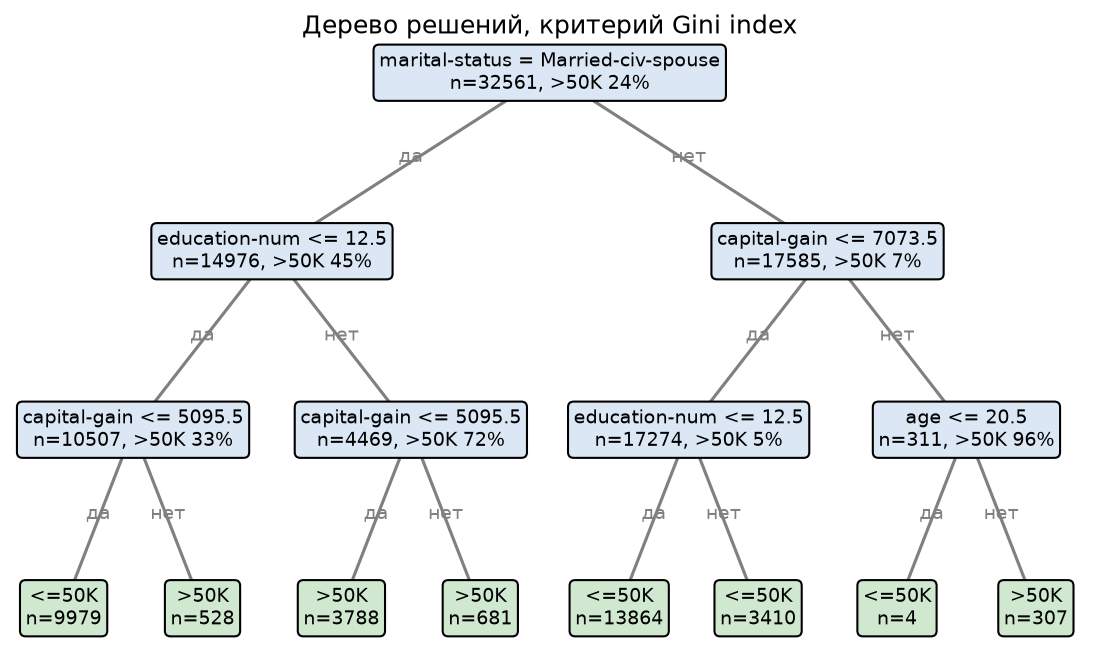 Дерево решений, критерий Gini index
marital-status = Married-civ-spouse
n=32561, >50K 24%
да
нет
education-num <= 12.5
n=14976, >50K 45%
capital-gain <= 7073.5
n=17585, >50K 7%
да
нет
да
нет
capital-gain <= 5095.5
n=10507, >50K 33%
capital-gain <= 5095.5
n=4469, >50K 72%
education-num <= 12.5
n=17274, >50K 5%
age <= 20.5
n=311, >50K 96%
да
нет
да
нет
да
нет
да
нет
<=50K
n=9979
>50K
n=528
>50K
n=3788
>50K
n=681
<=50K
n=13864
<=50K
n=3410
<=50K
n=4
>50K
n=307